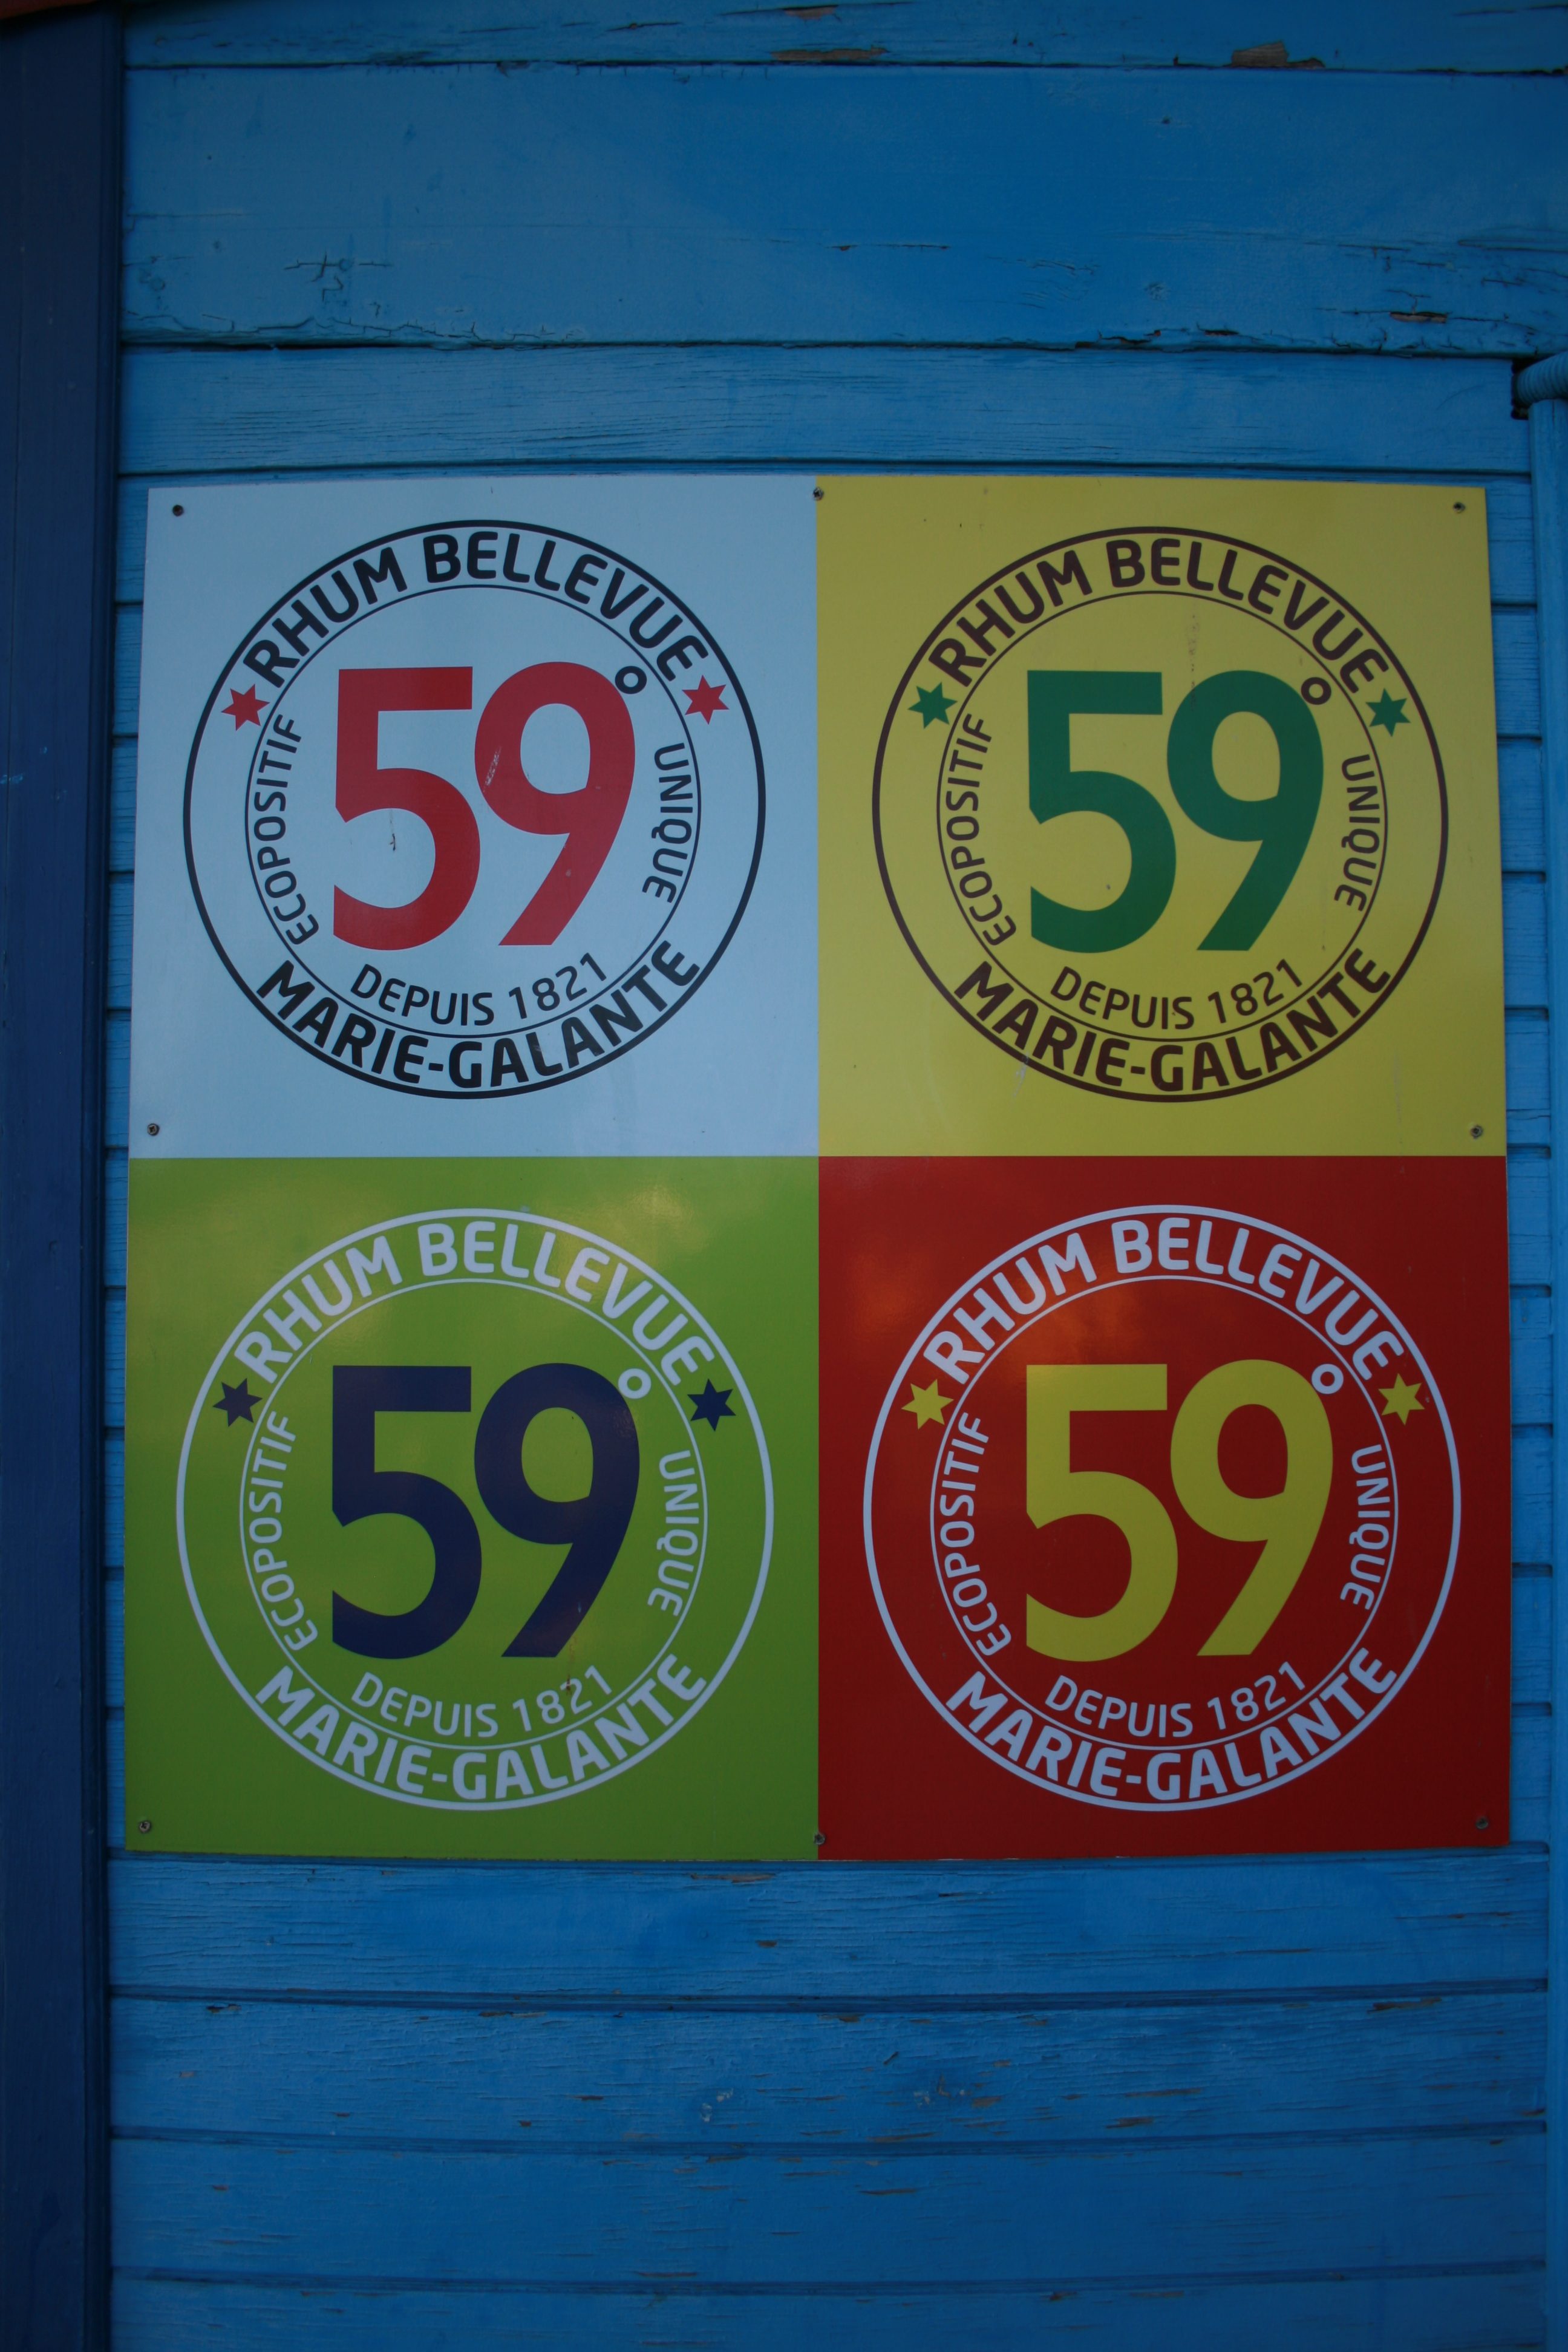 RHUM BELLEVUE
ECOPOSITIF
59°
UNIQUE
DEPUIS 1821
MARIE-GALANTE
RHUM BELLEVUE
ECOPOSITIF
59°
UNIQUE
DEPUIS 1821
MARIE-GALANTE
RHUM BELLEVUE
ECOPOSITIF
59°
UNIQUE
DEPUIS 1821
MARIE-GALANTE
RHUM BELLEVUE
ECOPOSITIF
59°
UNIQUE
DEPUIS 1821
MARIE-GALANTE